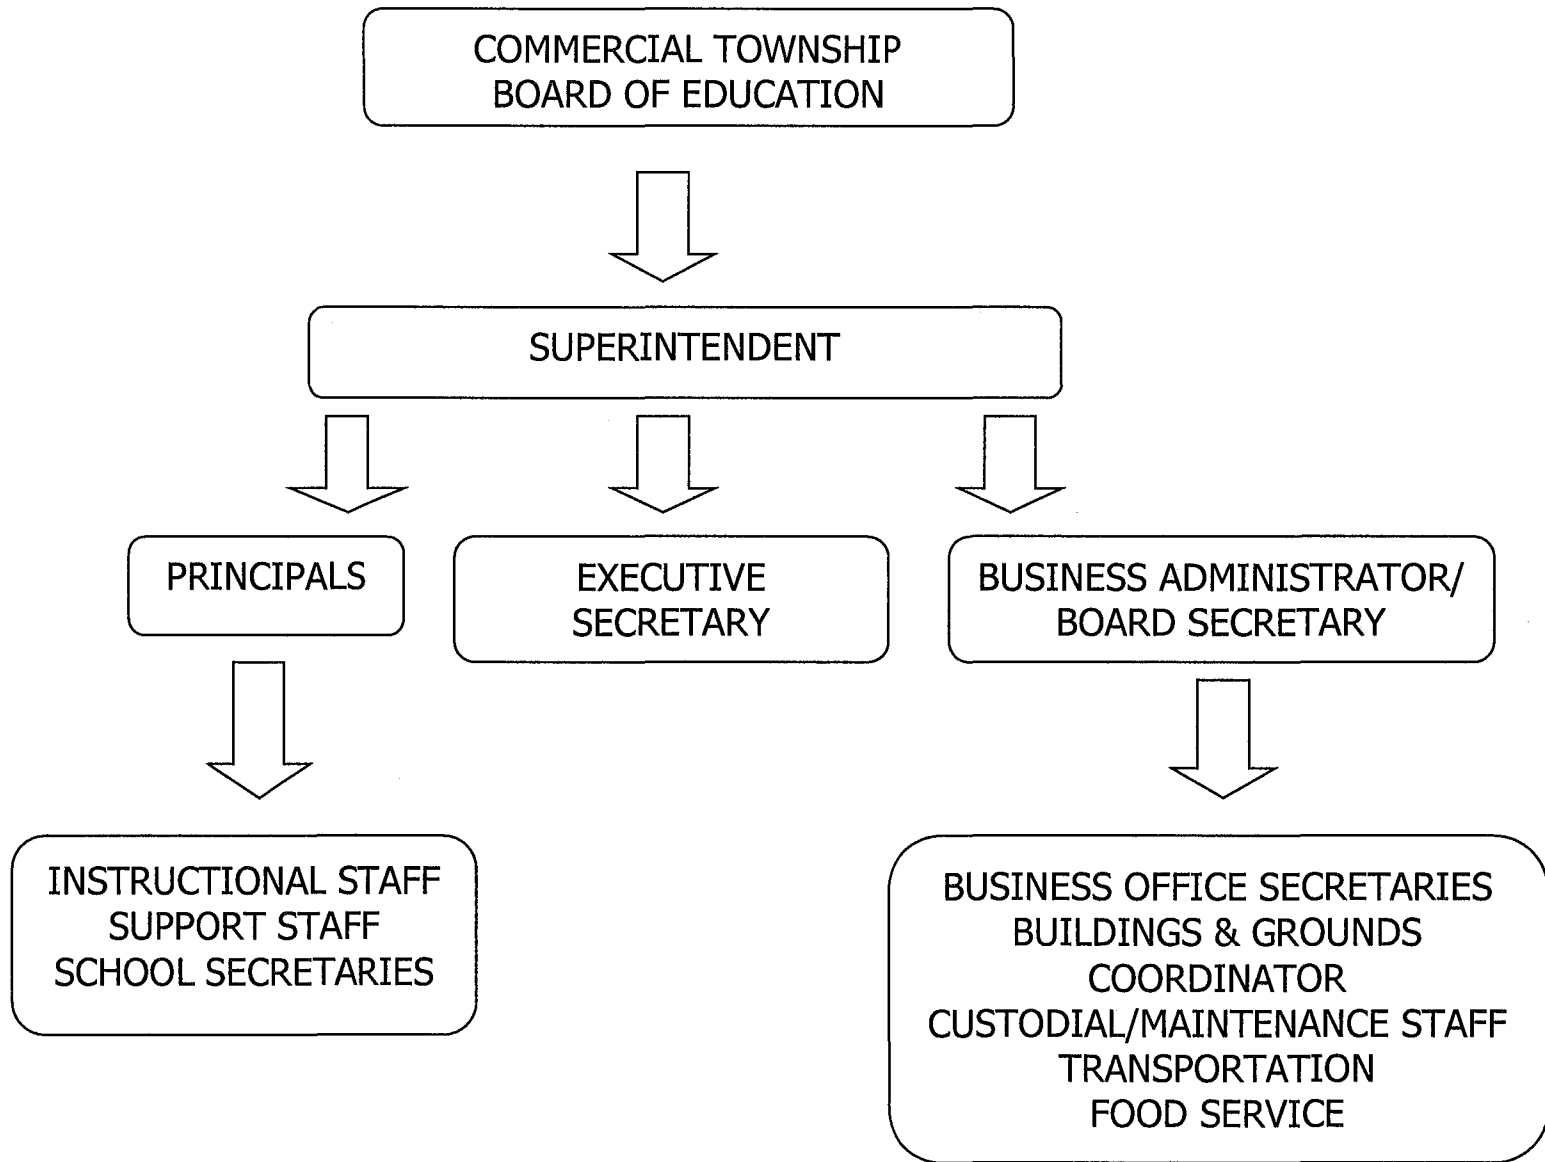 COMMERCIAL TOWNSHIP
BOARD OF EDUCATION
SUPERINTENDENT
PRINCIPALS
EXECUTIVE
SECRETARY
BUSINESS ADMINISTRATOR/
BOARD SECRETARY
INSTRUCTIONAL STAFF
SUPPORT STAFF
SCHOOL SECRETARIES
BUSINESS OFFICE SECRETARIES
BUILDINGS & GROUNDS
COORDINATOR
CUSTODIAL/MAINTENANCE STAFF
TRANSPORTATION
FOOD SERVICE